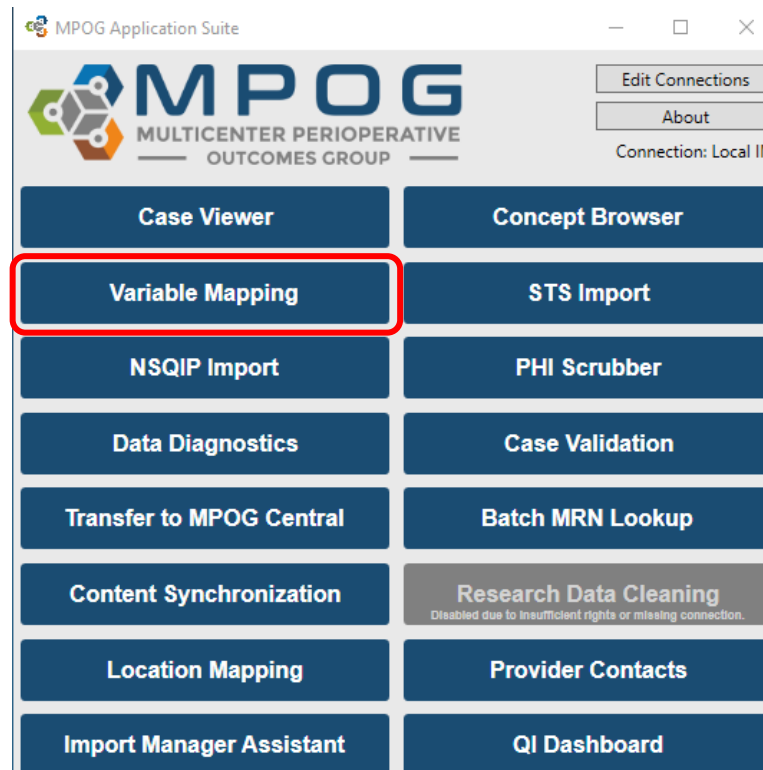 MPOG Application Suite
MPOG
MULTICENTER PERIOPERATIVE
OUTCOMES GROUP
Edit Connections
About
Connection: Local
Case Viewer
Concept Browser
Variable Mapping
STS Import
NSQIP Import
PHI Scrubber
Data Diagnostics
Case Validation
Transfer to MPOG Central
Batch MRN Lookup
Content Synchronization
Research Data Cleaning
Disabled due to insufficient rights or missing connection.
Location Mapping
Provider Contacts
Import Manager Assistant
QI Dashboard